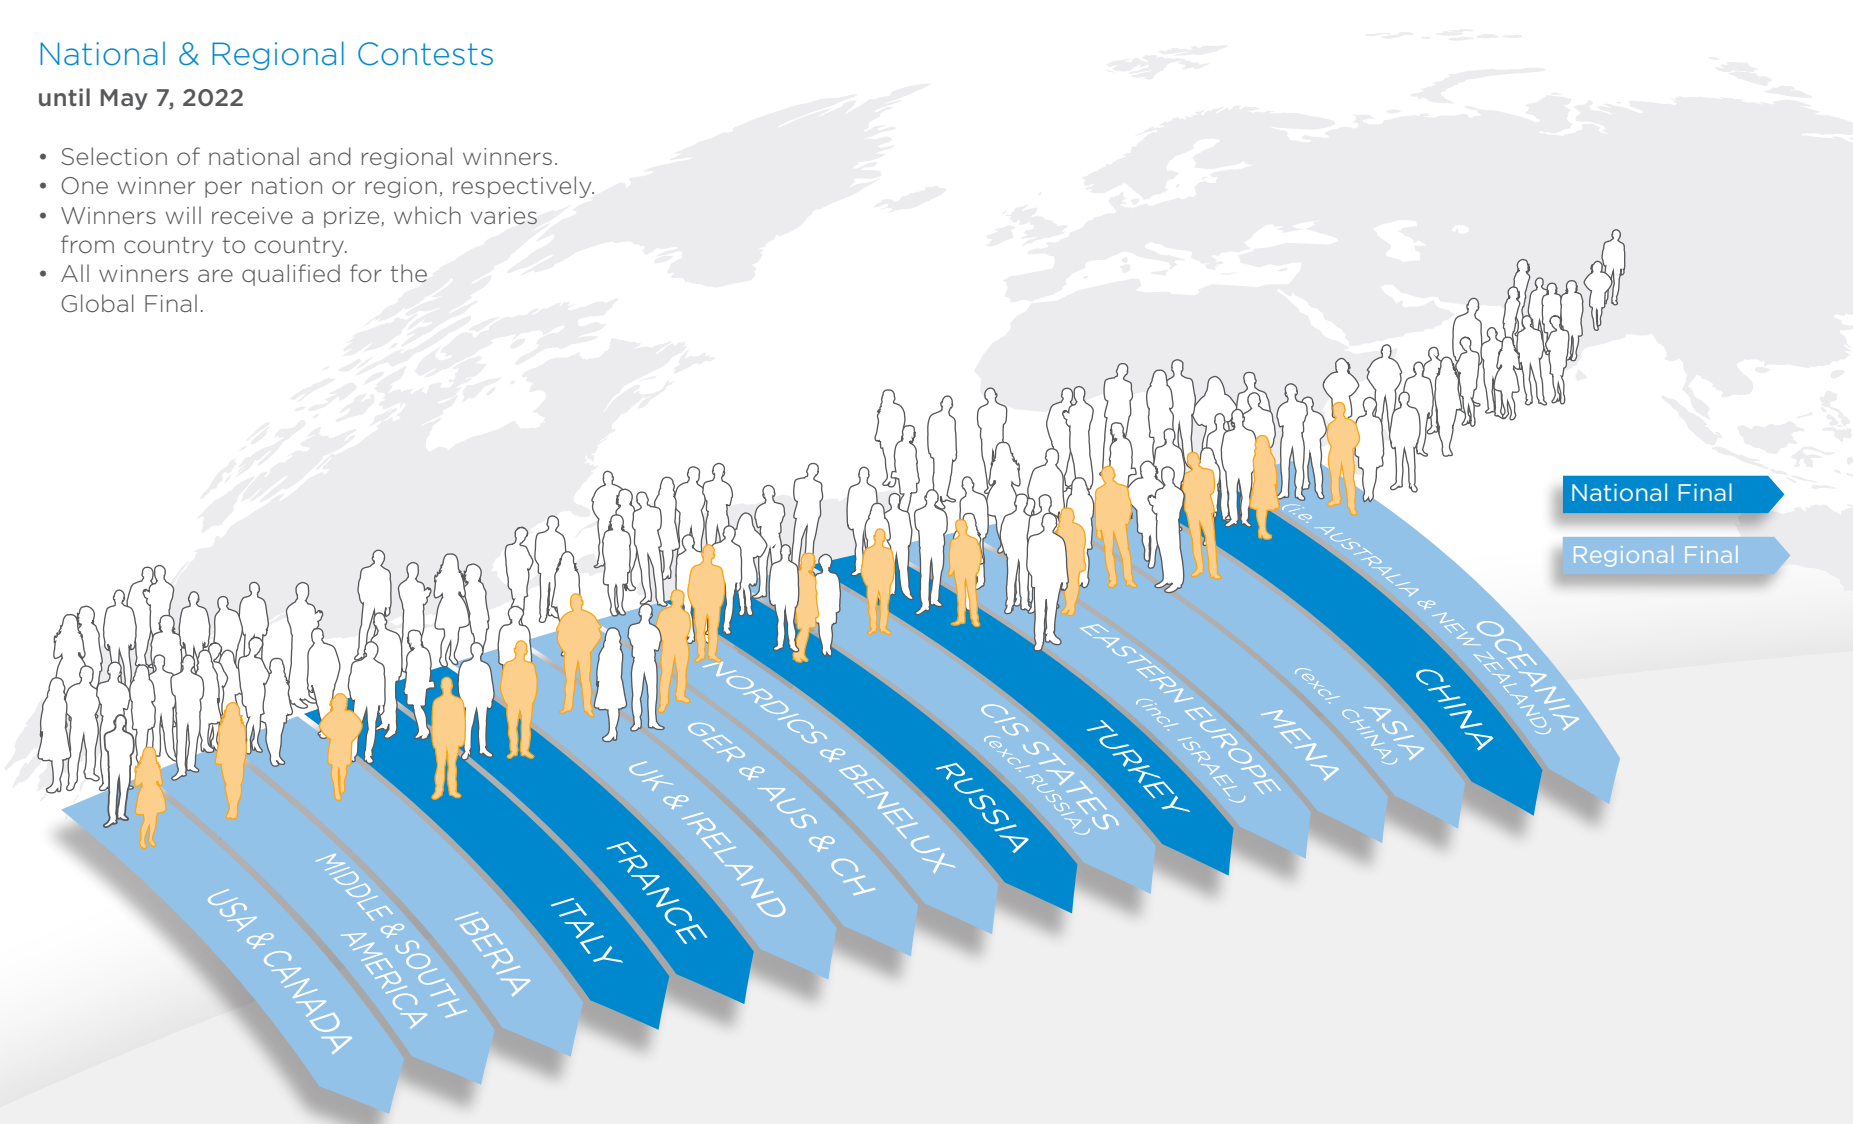 National & Regional Contests
until May 7, 2022
• Selection of national and regional winners.
• One winner per nation or region, respectively.
• Winners will receive a prize, which varies
from country to country.
• All winners are qualified for the
Global Final.
National Final
Regional Final
USA & CANADA
MIDDLE & SOUTH
AMERICA
IBERIA
ITALY
FRANCE
UK & IRELAND
GER & AUS & CH
NORDICS & BENELUX
RUSSIA
CIS STATES
(excl. RUSSIA)
TURKEY
EASTERN EUROPE
(incl. ISRAEL)
MENA
ASIA
(excl. CHINA)
CHINA
OCEANIA
(i.e. AUSTRALIA & NEW ZEALAND)